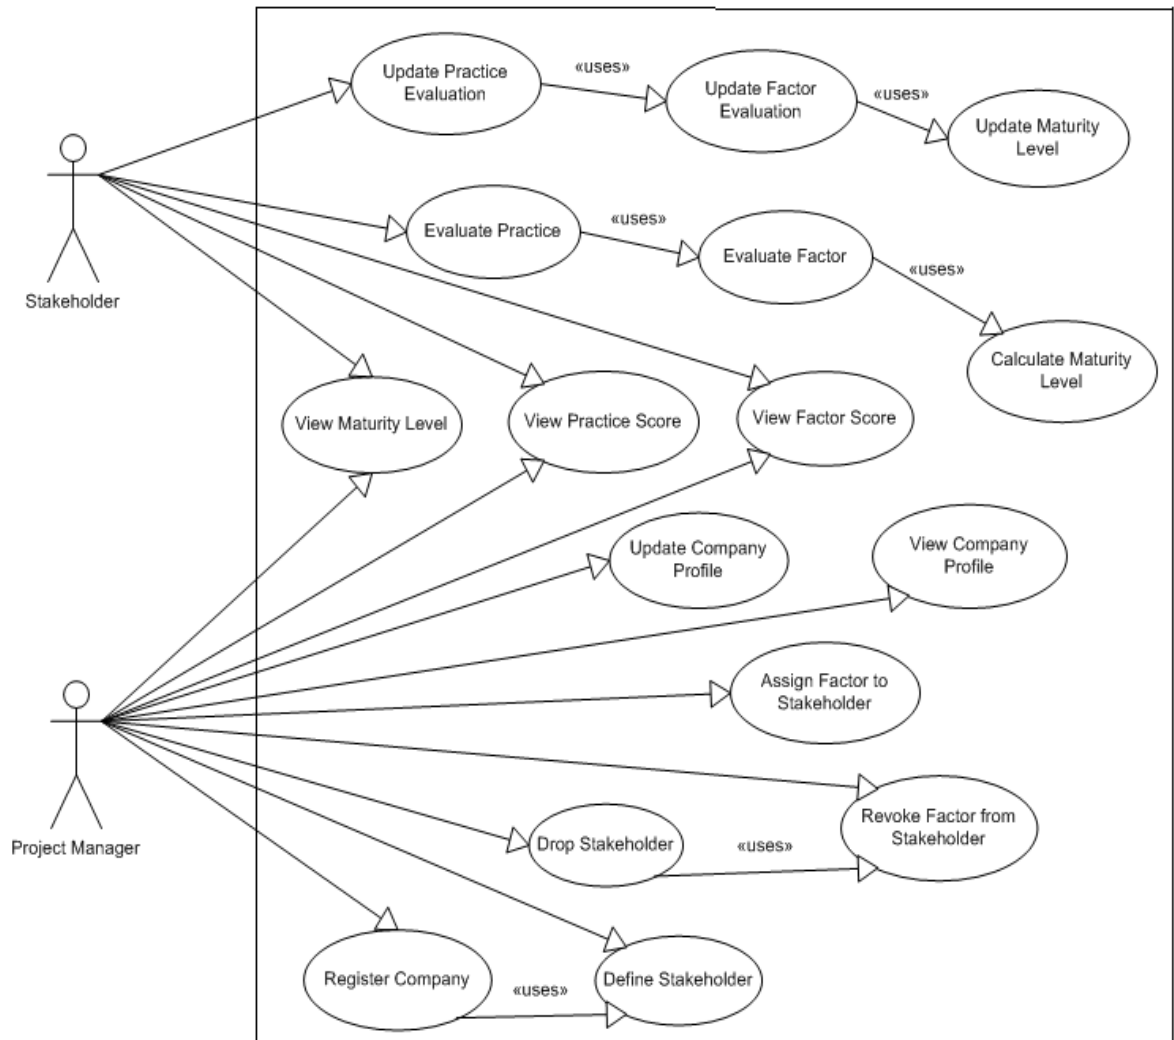 Update Practice
Evaluation
«uses»
Update Factor
Evaluation
«uses»
Update Maturity
Level
Stakeholder
Evaluate Practice
«uses»
Evaluate Factor
«uses»
Calculate Maturity
Level
View Maturity Level
View Practice Score
View Factor Score
Update Company
Profile
View Company
Profile
Assign Factor to
Stakeholder
Project Manager
Revoke Factor from
Stakeholder
Drop Stakeholder
«uses»
Register Company
«uses»
Define Stakeholder